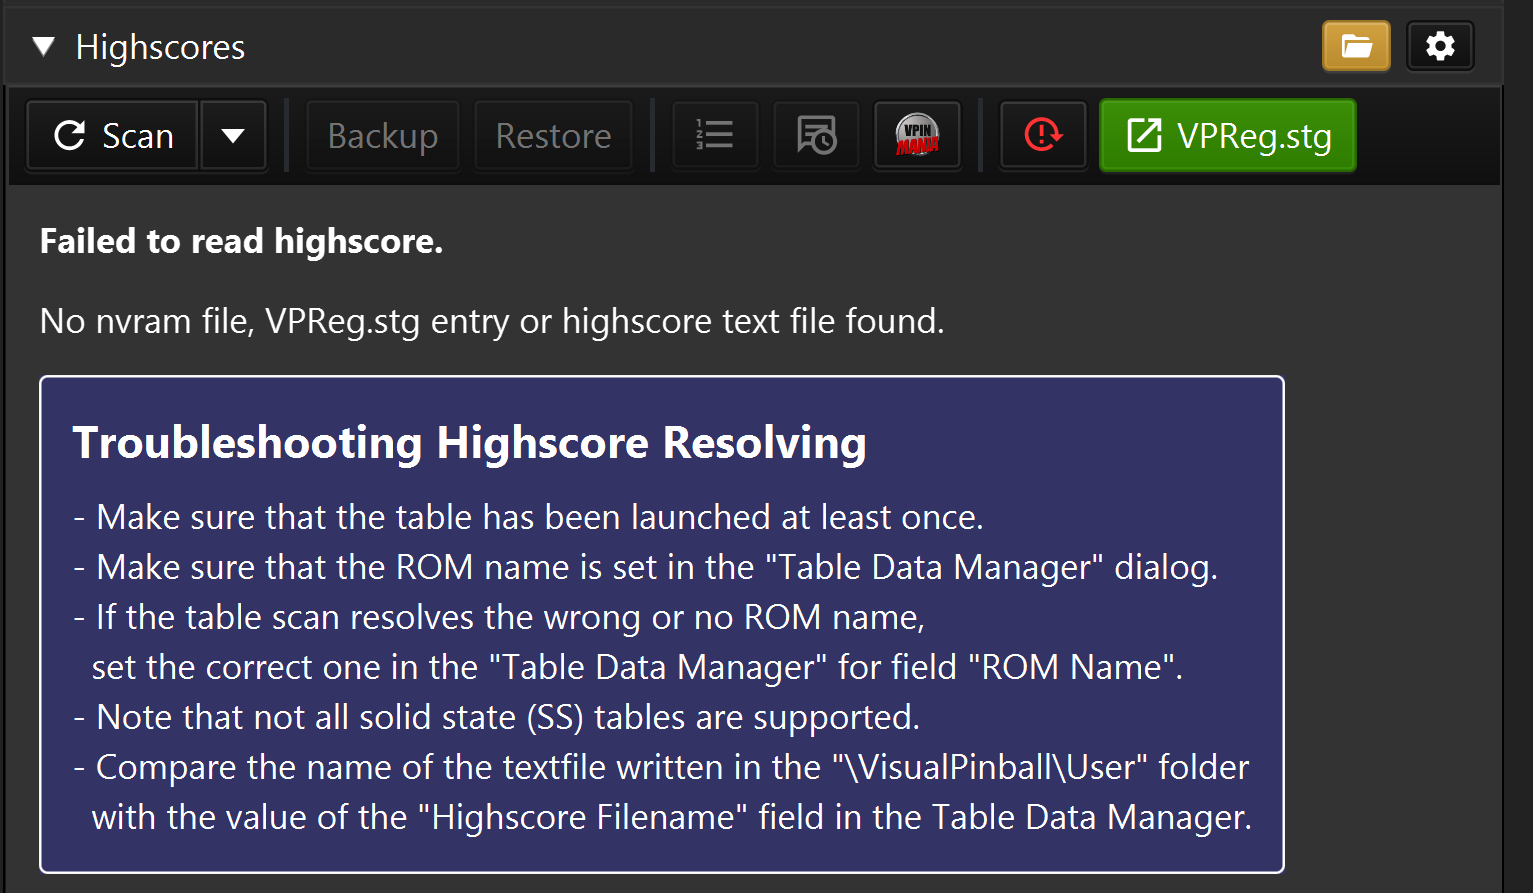 Highscores
Scan
Backup
Restore
1
2
3
VPIN
MANIA
VPReg.stg
Failed to read highscore.
No nvram file, VPReg.stg entry or highscore text file found.
Troubleshooting Highscore Resolving
- Make sure that the table has been launched at least once.
- Make sure that the ROM name is set in the "Table Data Manager" dialog.
- If the table scan resolves the wrong or no ROM name,
set the correct one in the "Table Data Manager" for field "ROM Name".
- Note that not all solid state (SS) tables are supported.
- Compare the name of the textfile written in the "\VisualPinball\User" folder
with the value of the "Highscore Filename" field in the Table Data Manager.